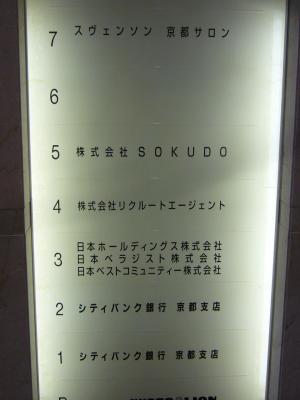 7 スヴェンソン 京都サロン
6
5 株式会社 SOKUDO
4 株式会社リクルートエージェント
日本ホールディングス株式会社
3 日本ベラジスト株式会社
日本ベストコミュニティー株式会社
2 シティバンク銀行 京都支店
1 シティバンク銀行 京都支店